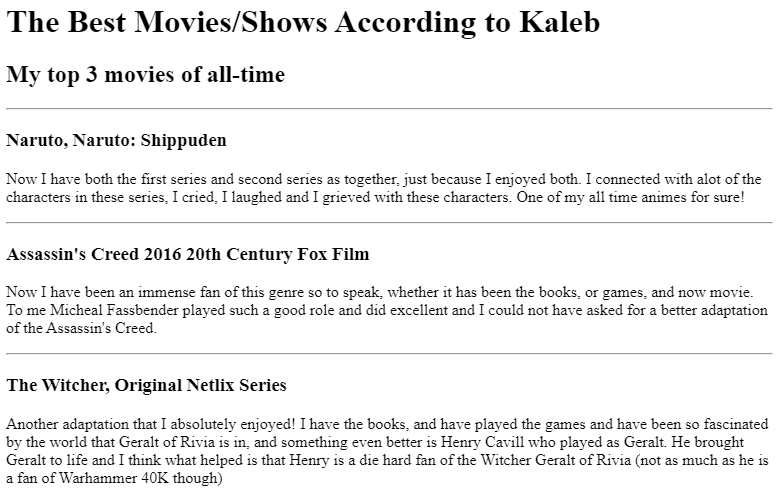 The Best Movies/Shows According to Kaleb
My top 3 movies of all-time
Naruto, Naruto: Shippuden
Now I have both the first series and second series as together, just because I enjoyed both. I connected with alot of the
characters in these series, I cried, I laughed and I grieved with these characters. One of my all time animes for sure!
Assassin's Creed 2016 20th Century Fox Film
Now I have been an immense fan of this genre so to speak, whether it has been the books, or games, and now movie.
To me Micheal Fassbender played such a good role and did excellent and I could not have asked for a better adaptation
of the Assassin's Creed.
The Witcher, Original Netlix Series
Another adaptation that I absolutely enjoyed! I have the books, and have played the games and have been so fascinated
by the world that Geralt of Rivia is in, and something even better is Henry Cavill who played as Geralt. He brought
Geralt to life and I think what helped is that Henry is a die hard fan of the Witcher Geralt of Rivia (not as much as he is
a fan of Warhammer 40K though)